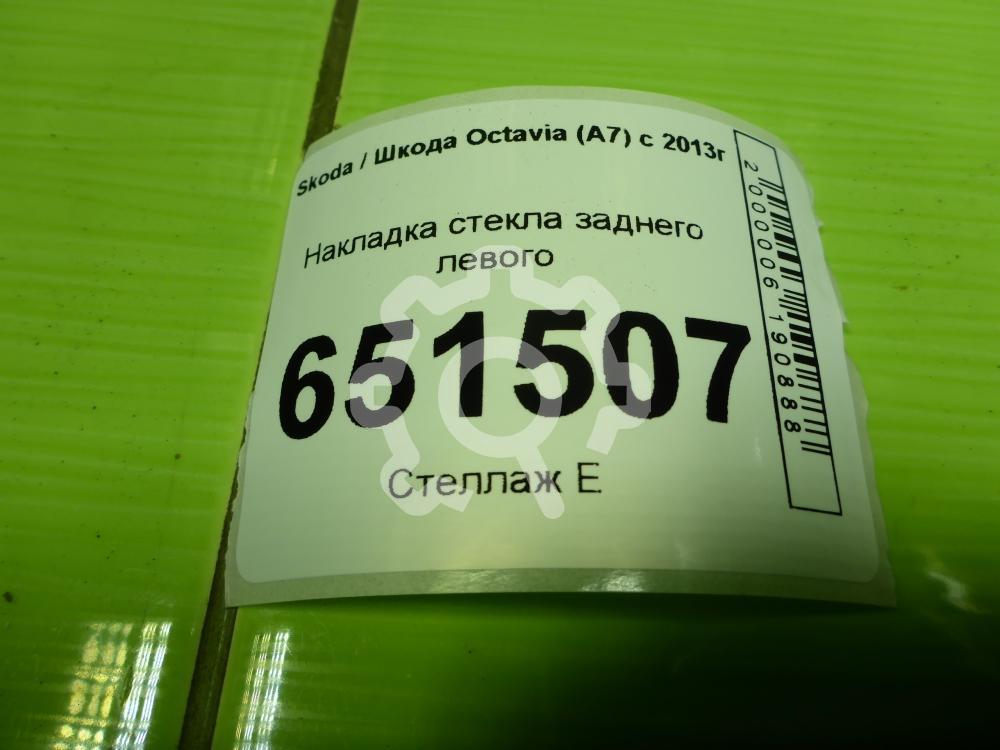 Skoda / Шкода Octavia (A7) с 2013г
Накладка стекла заднего
левого
651507
Стеллаж Е
2000006190888